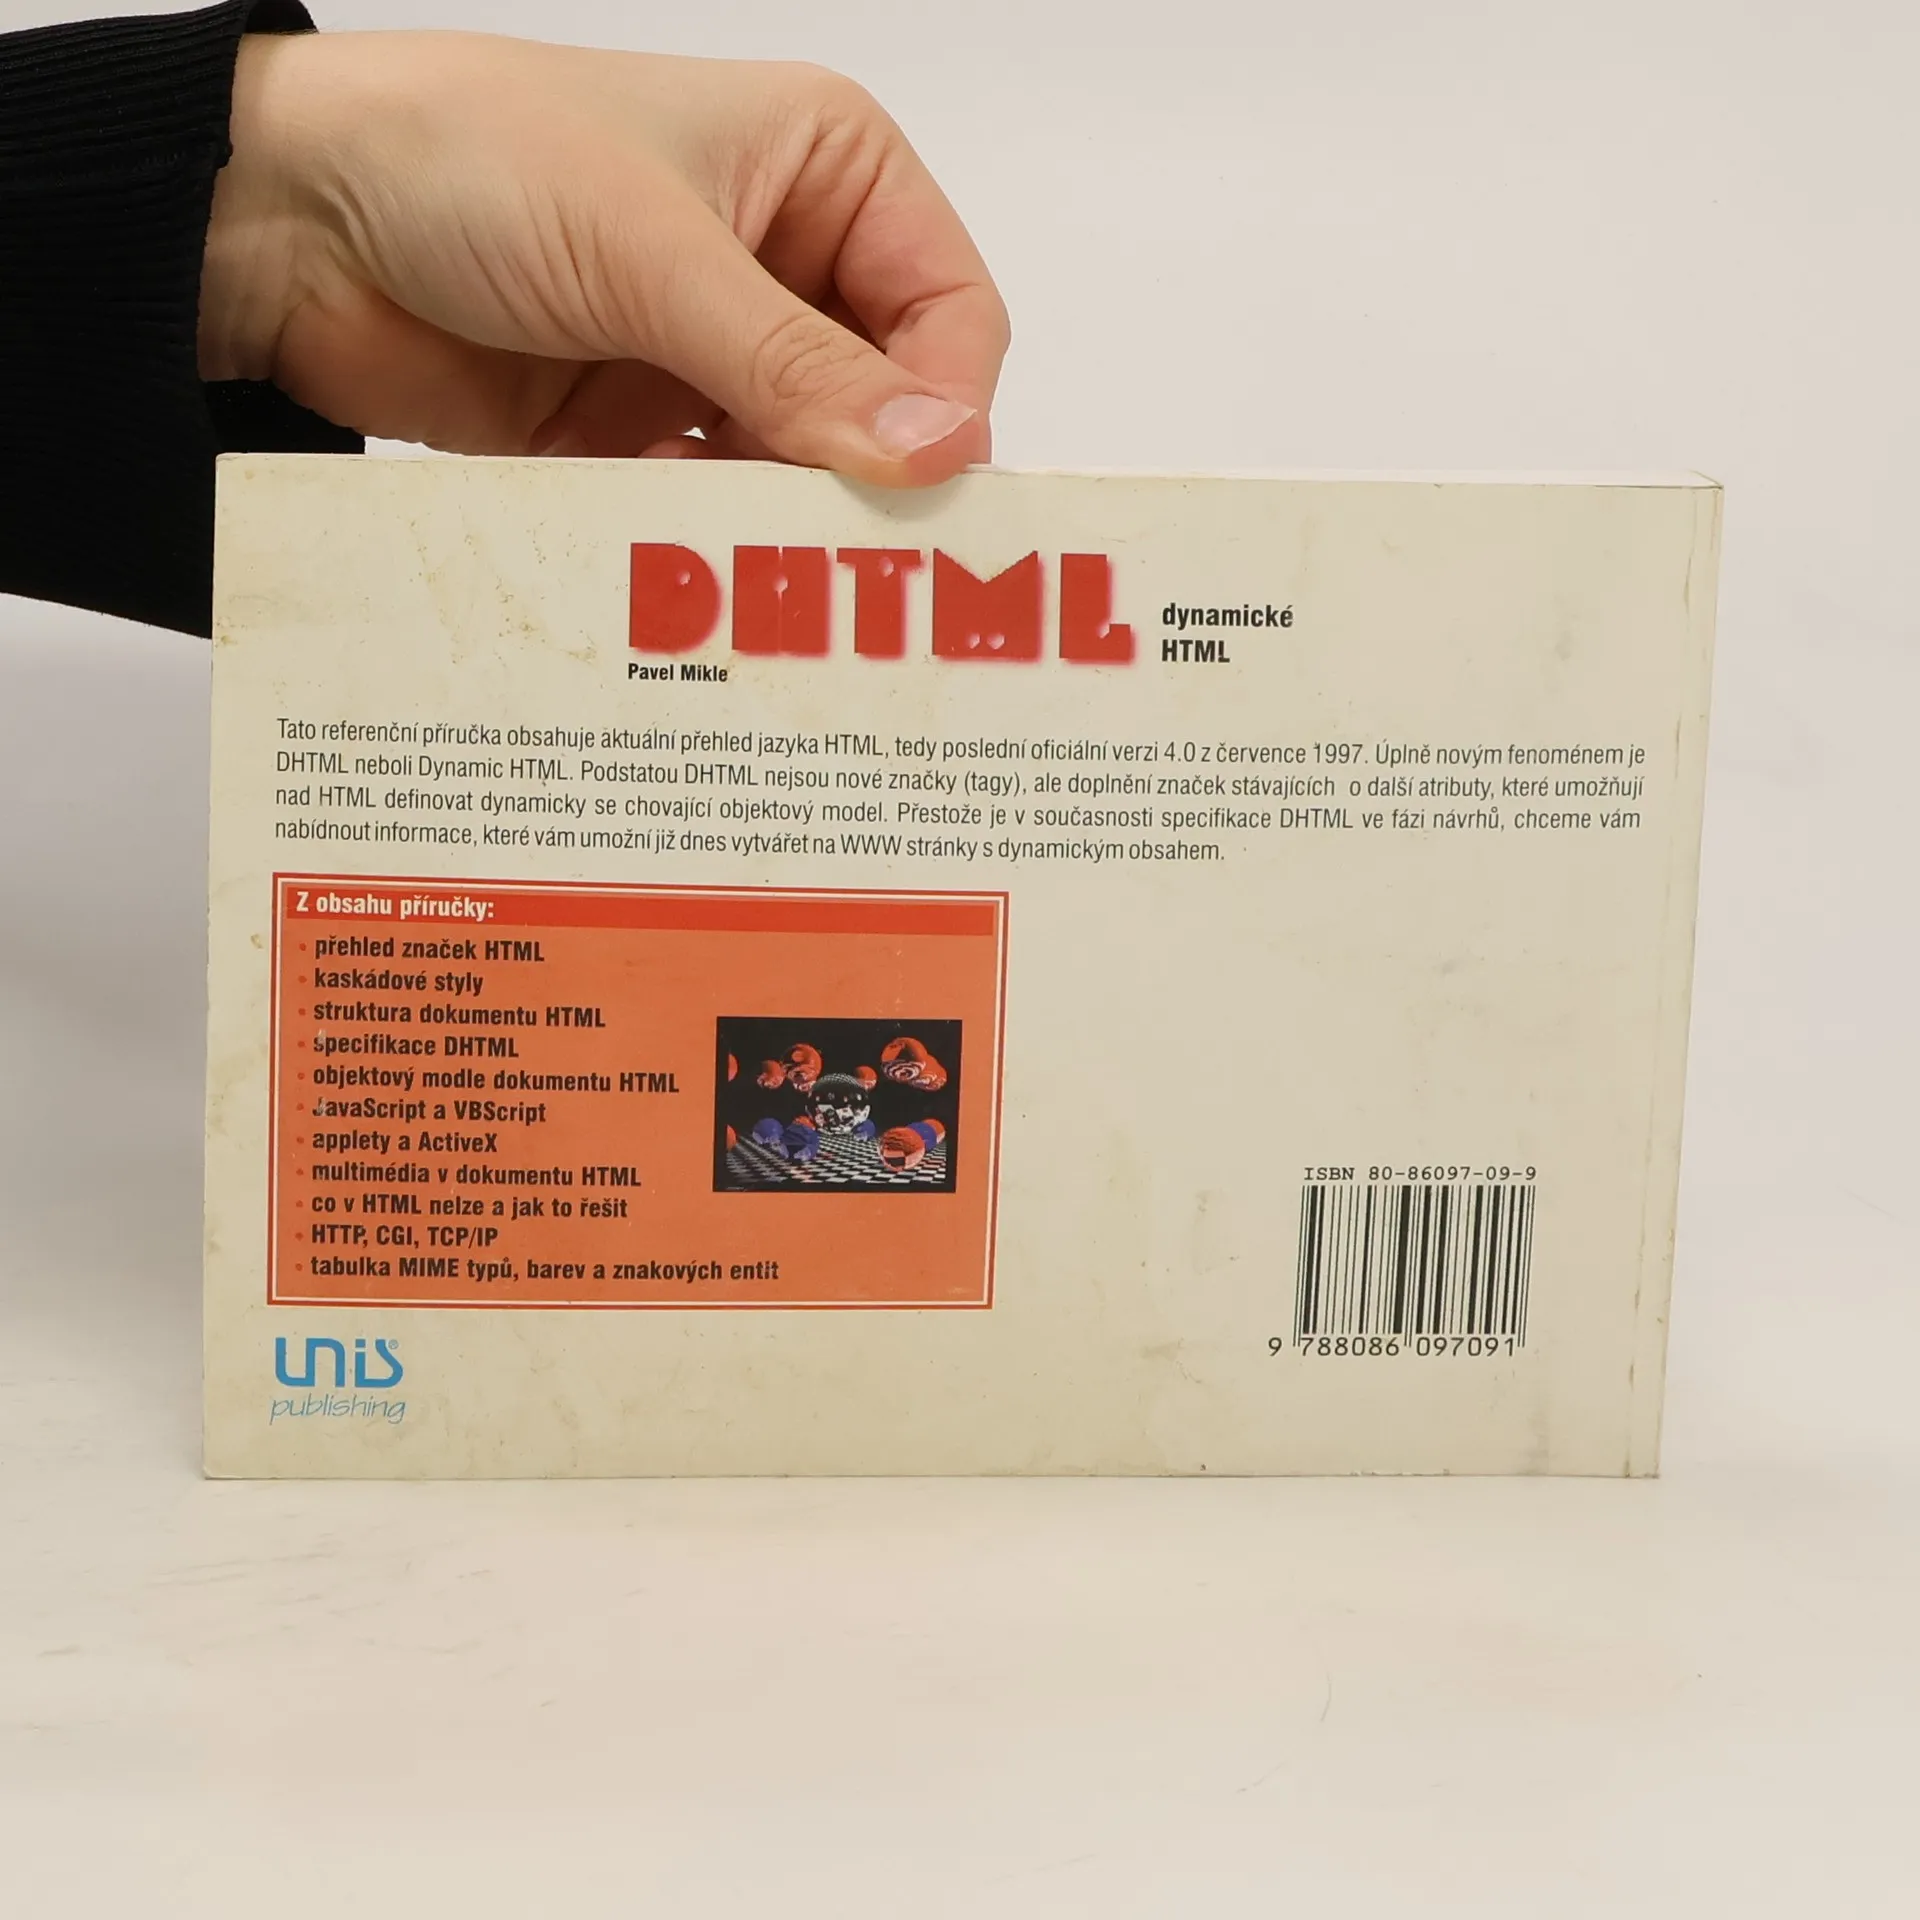 DHTML
dynamické
HTML
Pavel Mikle
Tato referenční příručka obsahuje aktuální přehled jazyka HTML, tedy poslední oficiální verzi 4.0 z července 1997. Úplně novým fenoménem je
DHTML neboli Dynamic HTML. Podstatou DHTML nejsou nové značky (tagy), ale doplnění značek stávajících o další atributy, které umožňují
nad HTML definovat dynamicky se chovající objektový model. Přestože je v současnosti specifikace DHTML ve fázi návrhů, chceme vám
nabídnout informace, které vám umožní již dnes vytvářet na WWW stránky s dynamickým obsahem.
Z obsahu příručky:
• přehled značek HTML
• kaskádové styly
• struktura dokumentu HTML
• specifikace DHTML
• objektový modle dokumentu HTML
• JavaScript a VBScript
• applety a ActiveX
• multimédia v dokumentu HTML
• co v HTML nelze a jak to řešit
• HTTP, CGI, TCP/IP
• tabulka MIME typů, barev a znakových entit
ISBN 80-86097-09-9
9 788086 097091
UNIS®
publishing